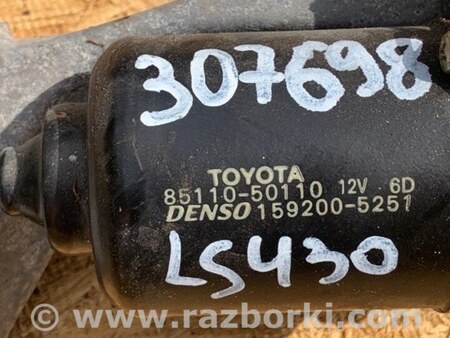 307698
TOYOTA
85110-50110 12V 6D
DENSO 159200-5251
LS430
www.razborki.com